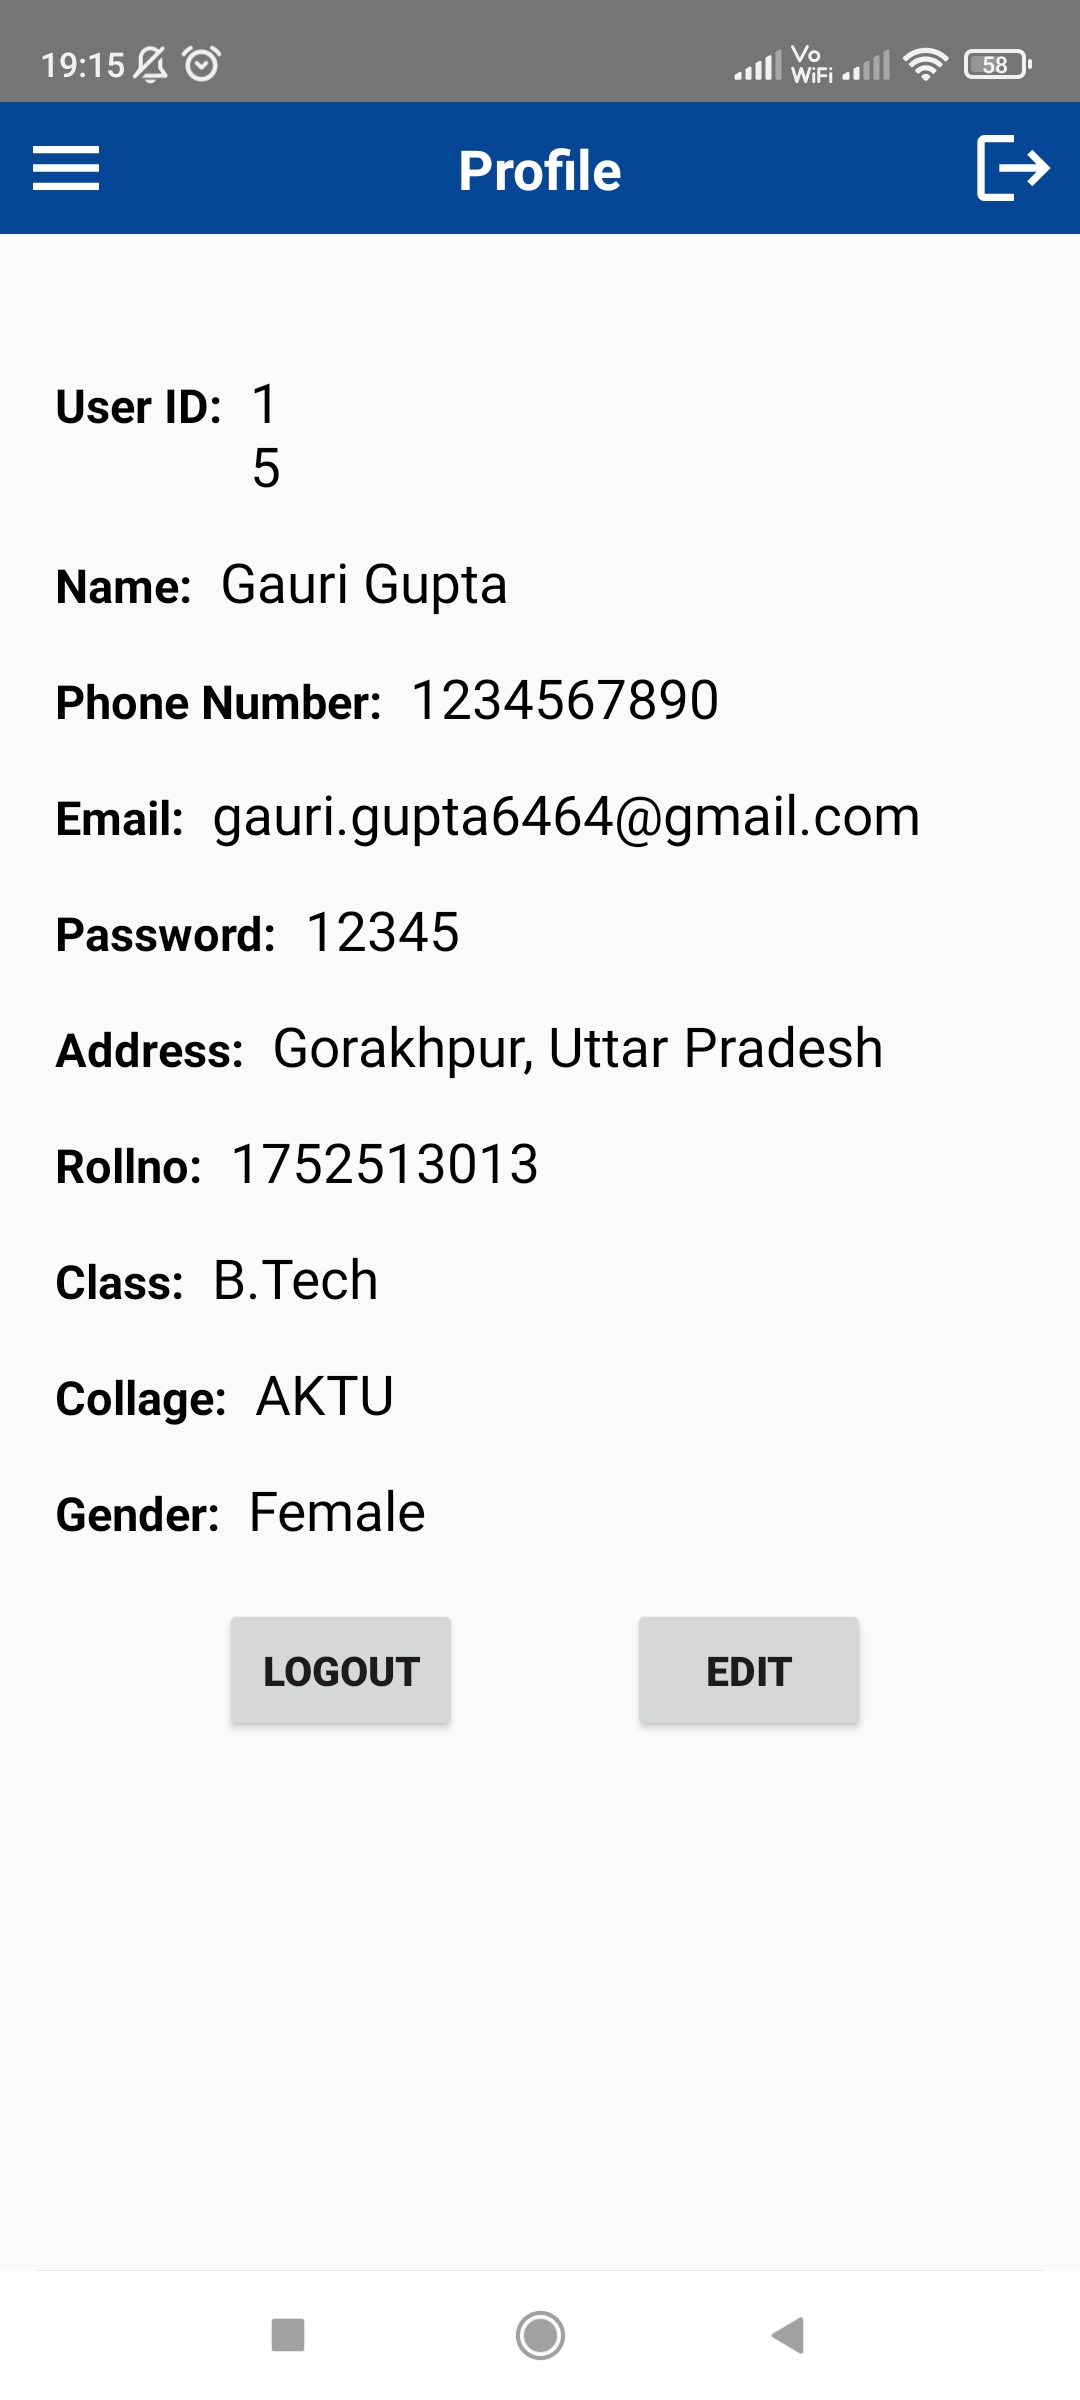 19:15 Vo WiFi 58
Profile
User ID: 1
5
Name: Gauri Gupta
Phone Number: 1234567890
Email: gauri.gupta6464@gmail.com
Password: 12345
Address: Gorakhpur, Uttar Pradesh
Rollno: 1752513013
Class: B.Tech
Collage: AKTU
Gender: Female
LOGOUT EDIT